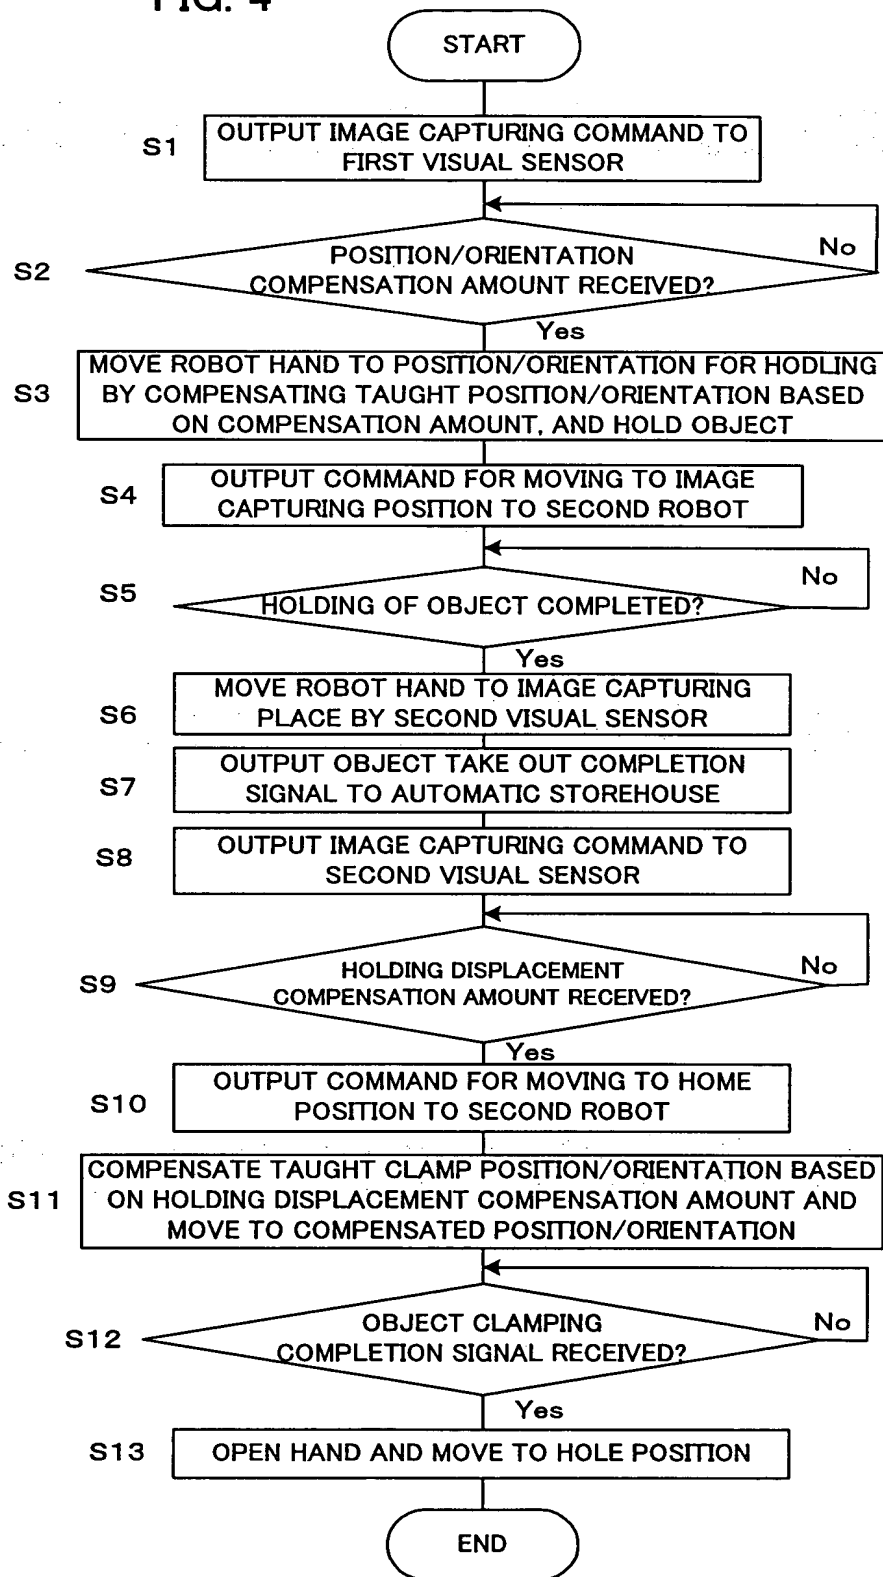 FIG. 4
START
S1
OUTPUT IMAGE CAPTURING COMMAND TO
FIRST VISUAL SENSOR
S2
POSITION/ORIENTATION
COMPENSATION AMOUNT RECEIVED?
No
Yes
S3
MOVE ROBOT HAND TO POSITION/ORIENTATION FOR HODLING
BY COMPENSATING TAUGHT POSITION/ORIENTATION BASED
ON COMPENSATION AMOUNT, AND HOLD OBJECT
S4
OUTPUT COMMAND FOR MOVING TO IMAGE
CAPTURING POSITION TO SECOND ROBOT
S5
HOLDING OF OBJECT COMPLETED?
No
Yes
S6
MOVE ROBOT HAND TO IMAGE CAPTURING
PLACE BY SECOND VISUAL SENSOR
S7
OUTPUT OBJECT TAKE OUT COMPLETION
SIGNAL TO AUTOMATIC STOREHOUSE
S8
OUTPUT IMAGE CAPTURING COMMAND TO
SECOND VISUAL SENSOR
S9
HOLDING DISPLACEMENT
COMPENSATION AMOUNT RECEIVED?
No
Yes
S10
OUTPUT COMMAND FOR MOVING TO HOME
POSITION TO SECOND ROBOT
S11
COMPENSATE TAUGHT CLAMP POSITION/ORIENTATION BASED
ON HOLDING DISPLACEMENT COMPENSATION AMOUNT AND
MOVE TO COMPENSATED POSITION/ORIENTATION
S12
OBJECT CLAMPING
COMPLETION SIGNAL RECEIVED?
No
Yes
S13
OPEN HAND AND MOVE TO HOLE POSITION
END